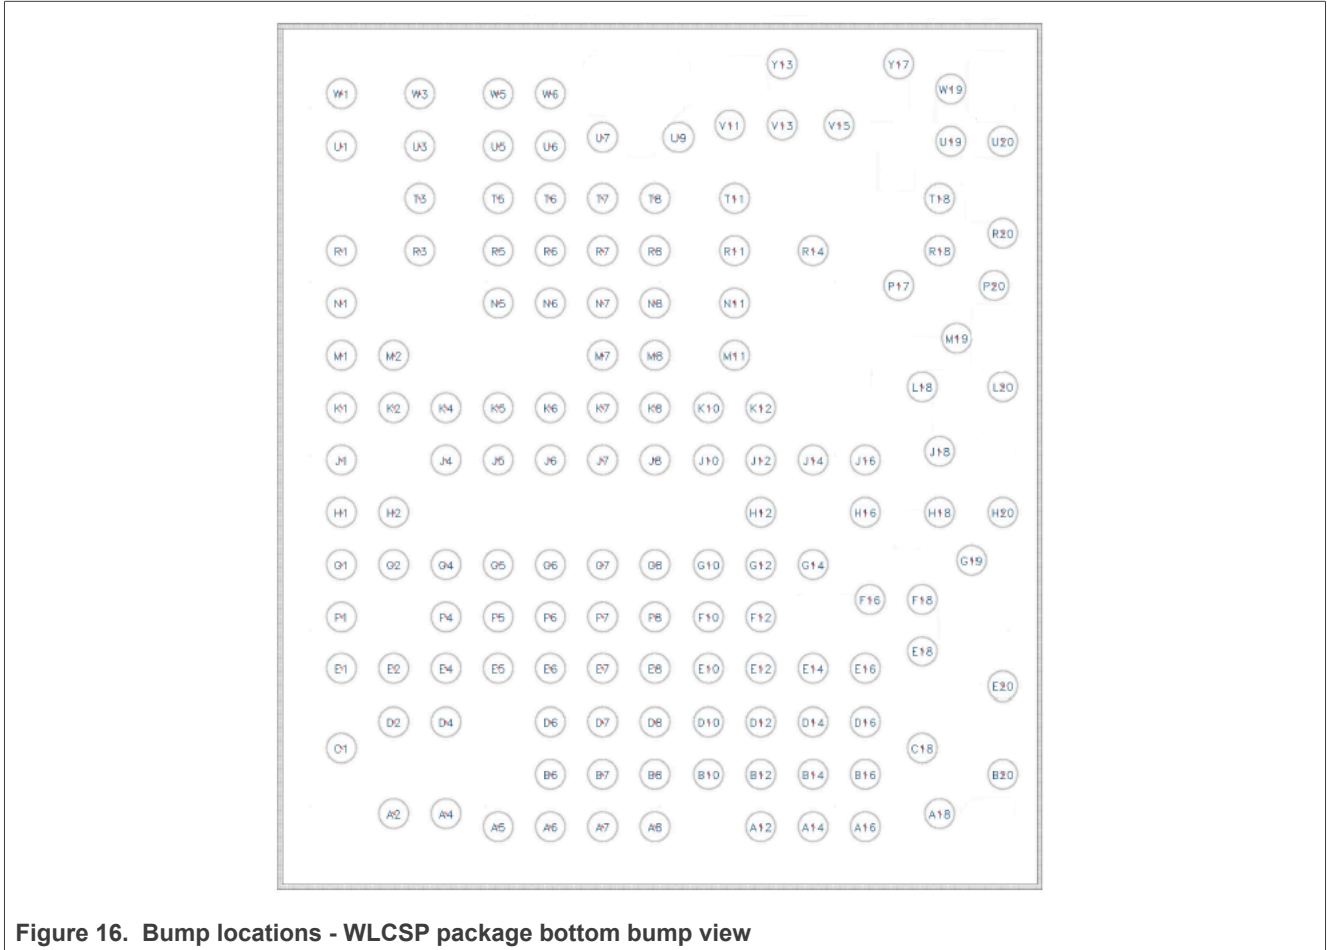 Y13 Y17
W1 W3 W5 W6 W19
V11 V13 V15
U1 U3 U5 U6 U7 U9 U19 U20
T3 T5 T6 T7 T8 T11 T18
R20
R1 R3 R5 R6 R7 R8 R11 R14 R18
P17 P20
N1 N5 N6 N7 N8 N11
M19
M1 M2 M7 M8 M11
L18 L20
K1 K2 K4 K5 K6 K7 K8 K10 K12
J1 J4 J5 J6 J7 J8 J10 J12 J14 J16 J18
H1 H2 H12 H16 H18 H20
G1 G2 G4 G5 G6 G7 G8 G10 G12 G14 G19
F16 F18
F1 F4 F5 F6 F7 F8 F10 F12
E18
E1 E2 E4 E5 E6 E7 E8 E10 E12 E14 E16
E20
D2 D4 D6 D7 D8 D10 D12 D14 D16
C1 C18
B6 B7 B8 B10 B12 B14 B16 B20
A2 A4 A18
A5 A6 A7 A8 A12 A14 A16
Figure 16. Bump locations - WLCSP package bottom bump view